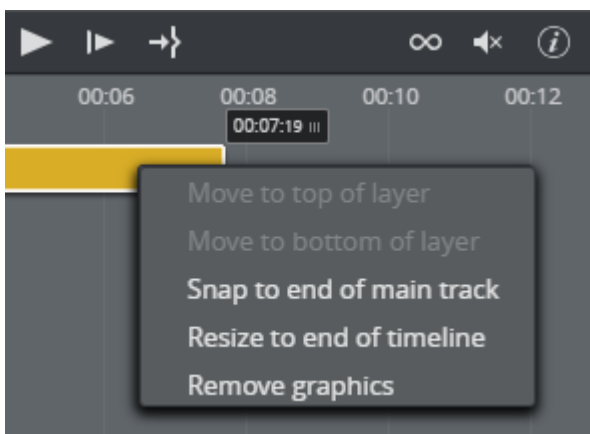 00:06 00:08 00:10 00:12
00:07:19
Move to top of layer
Move to bottom of layer
Snap to end of main track
Resize to end of timeline
Remove graphics